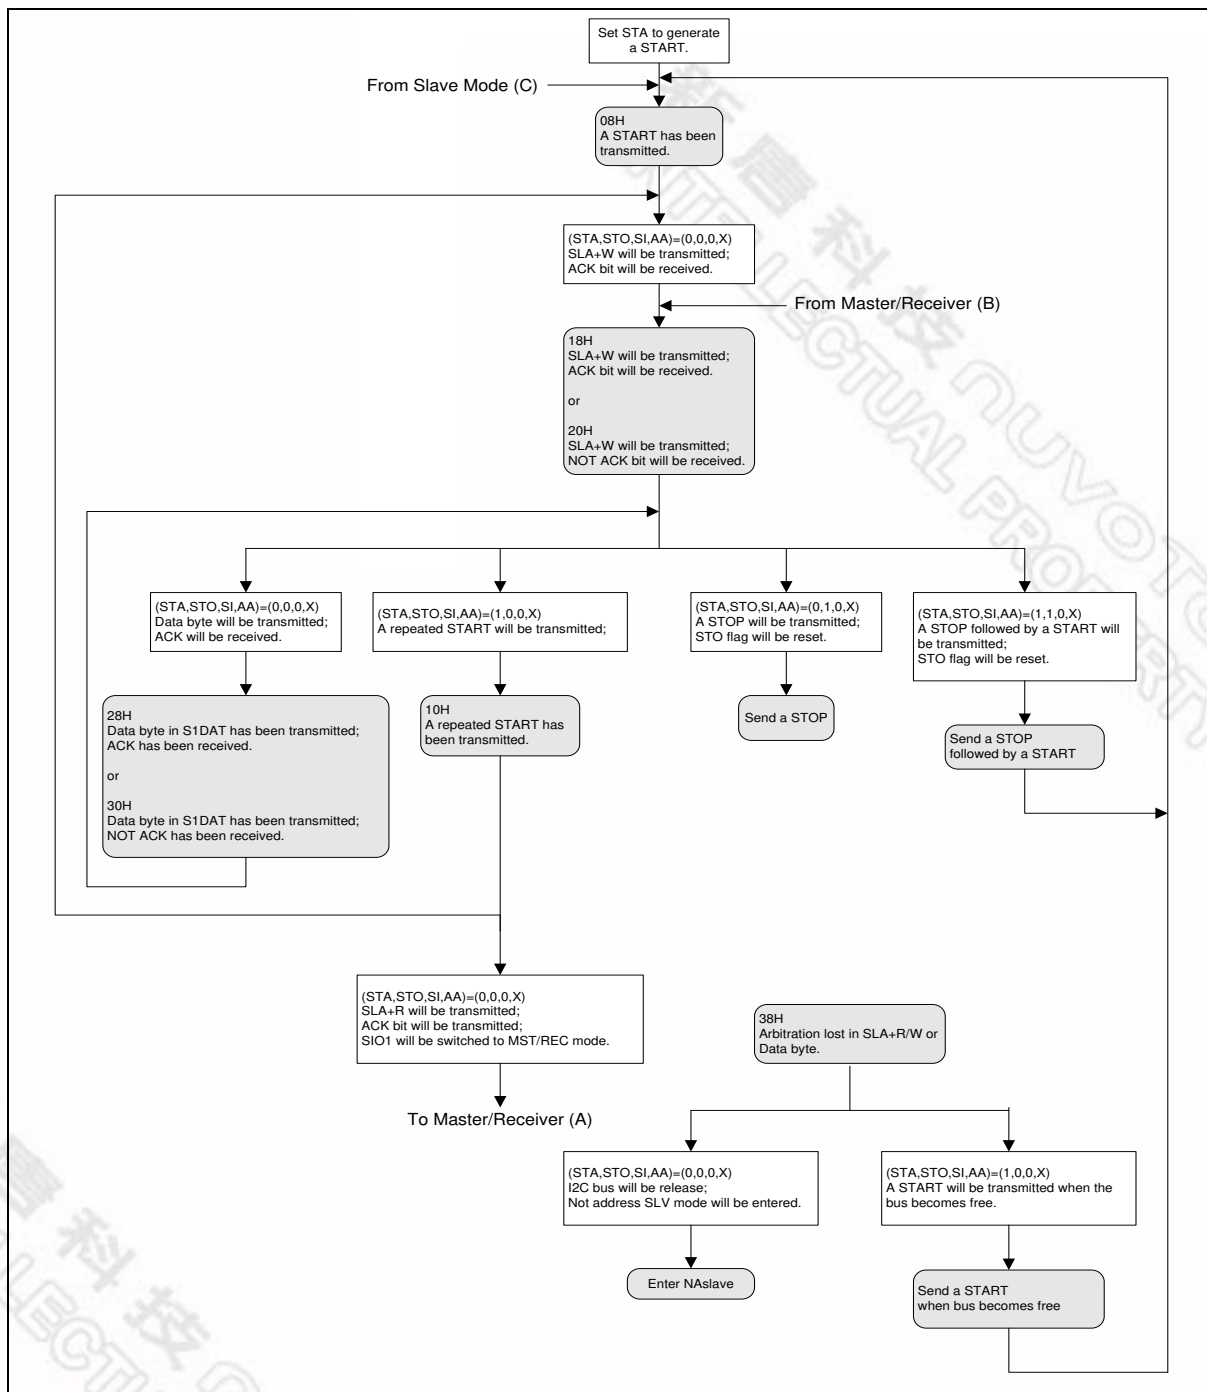 Set STA to generate
a START.
From Slave Mode (C)
08H
A START has been
transmitted.
(STA,STO,SI,AA)=(0,0,0,X)
SLA+W will be transmitted;
ACK bit will be received.
From Master/Receiver (B)
18H
SLA+W will be transmitted;
ACK bit will be received.
or
20H
SLA+W will be transmitted;
NOT ACK bit will be received.
(STA,STO,SI,AA)=(0,0,0,X)
Data byte will be transmitted;
ACK will be received.
(STA,STO,SI,AA)=(1,0,0,X)
A repeated START will be transmitted;
(STA,STO,SI,AA)=(0,1,0,X)
A STOP will be transmitted;
STO flag will be reset.
(STA,STO,SI,AA)=(1,1,0,X)
A STOP followed by a START will
be transmitted;
STO flag will be reset.
28H
Data byte in S1DAT has been transmitted;
ACK has been received.
or
30H
Data byte in S1DAT has been transmitted;
NOT ACK has been received.
10H
A repeated START has
been transmitted.
Send a STOP
Send a STOP
followed by a START
(STA,STO,SI,AA)=(0,0,0,X)
SLA+R will be transmitted;
ACK bit will be transmitted;
SIO1 will be switched to MST/REC mode.
To Master/Receiver (A)
38H
Arbitration lost in SLA+R/W or
Data byte.
(STA,STO,SI,AA)=(0,0,0,X)
I2C bus will be release;
Not address SLV mode will be entered.
(STA,STO,SI,AA)=(1,0,0,X)
A START will be transmitted when the
bus becomes free.
Enter NAslave
Send a START
when bus becomes free
新唐科技 nuvoTo
INTELLECTUAL PROPERTY
唐科技